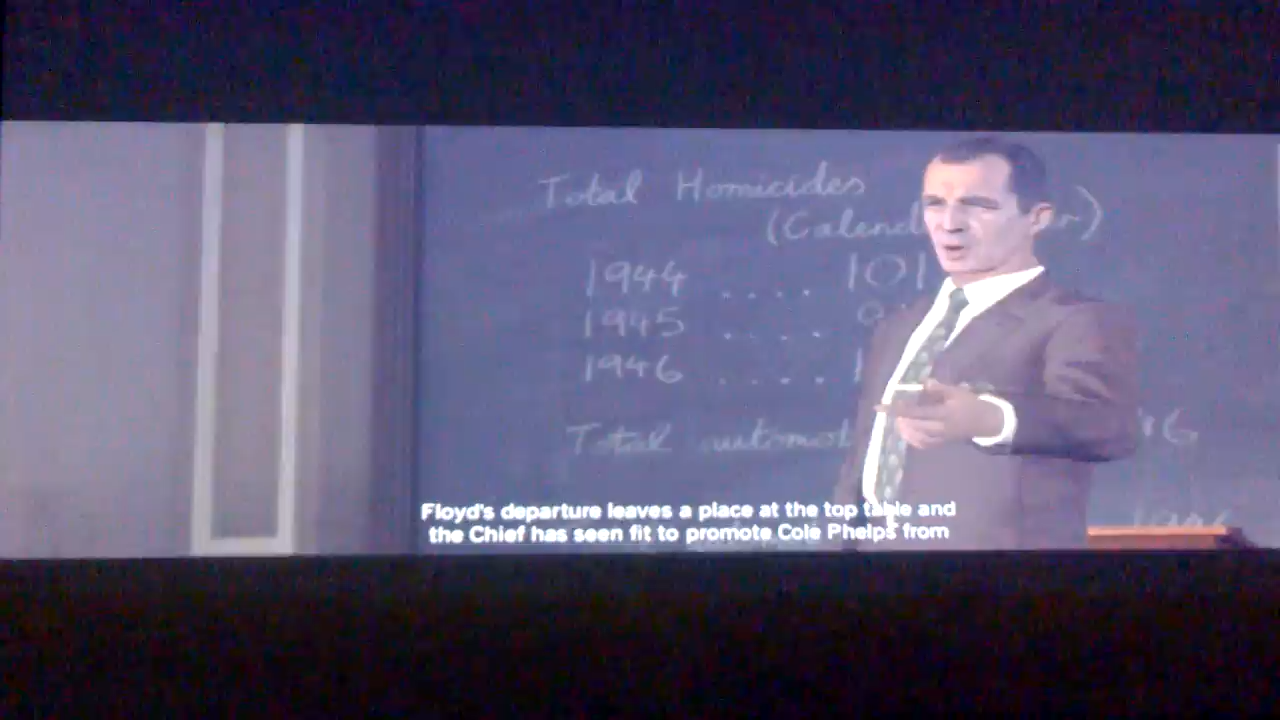 Total Homicides
1944 .... 101
1945 ....
1946 ....
Total
Floyd's departure leaves a place at the top table and
the Chief has seen fit to promote Cole Phelps from